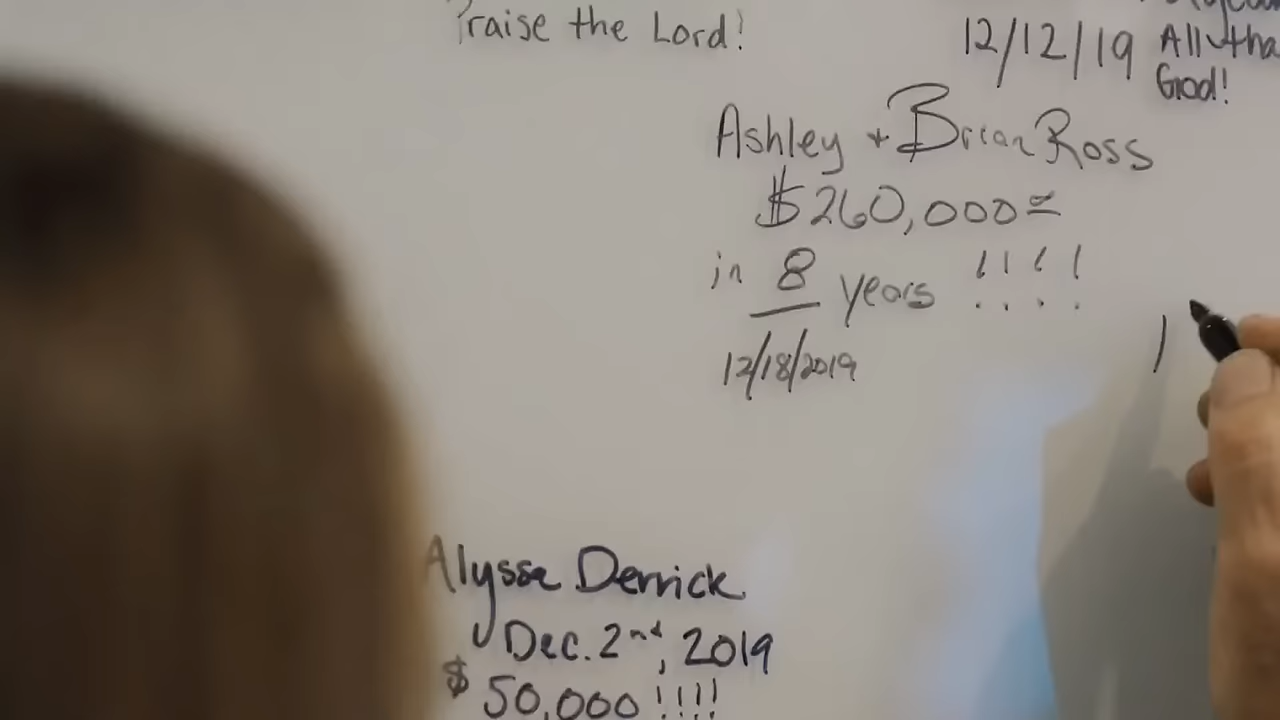 Praise the Lord!
12/12/19
All tha
God!
Ashley + Brian Ross
$260,000
in 8 years !!!!
12/18/2019
Alyssa Derrick
Dec. 2nd, 2019
$50,000 !!!!